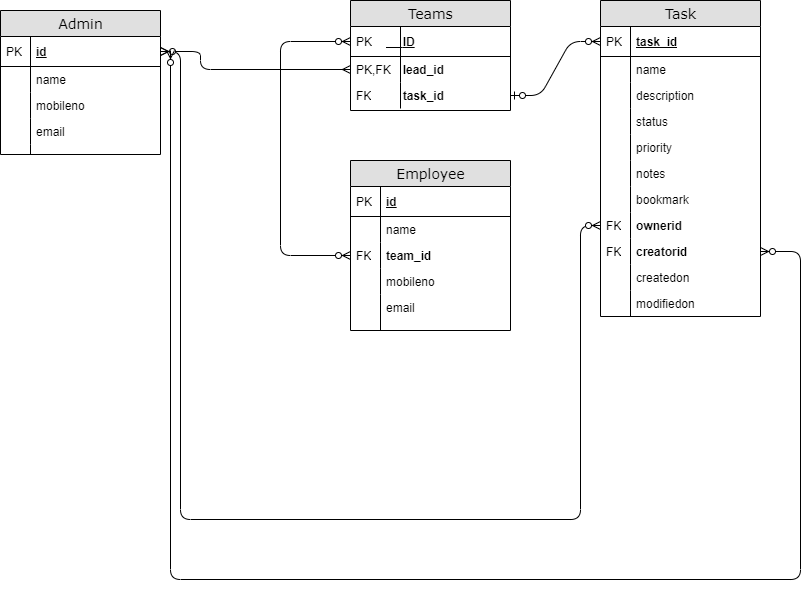 Admin
PK id
name
mobileno
email
Teams
PK __ID
PK,FK lead_id
FK task_id
Employee
PK id
name
FK team_id
mobileno
email
Task
PK task_id
name
description
status
priority
notes
bookmark
FK ownerid
FK creatorid
createdon
modifiedon